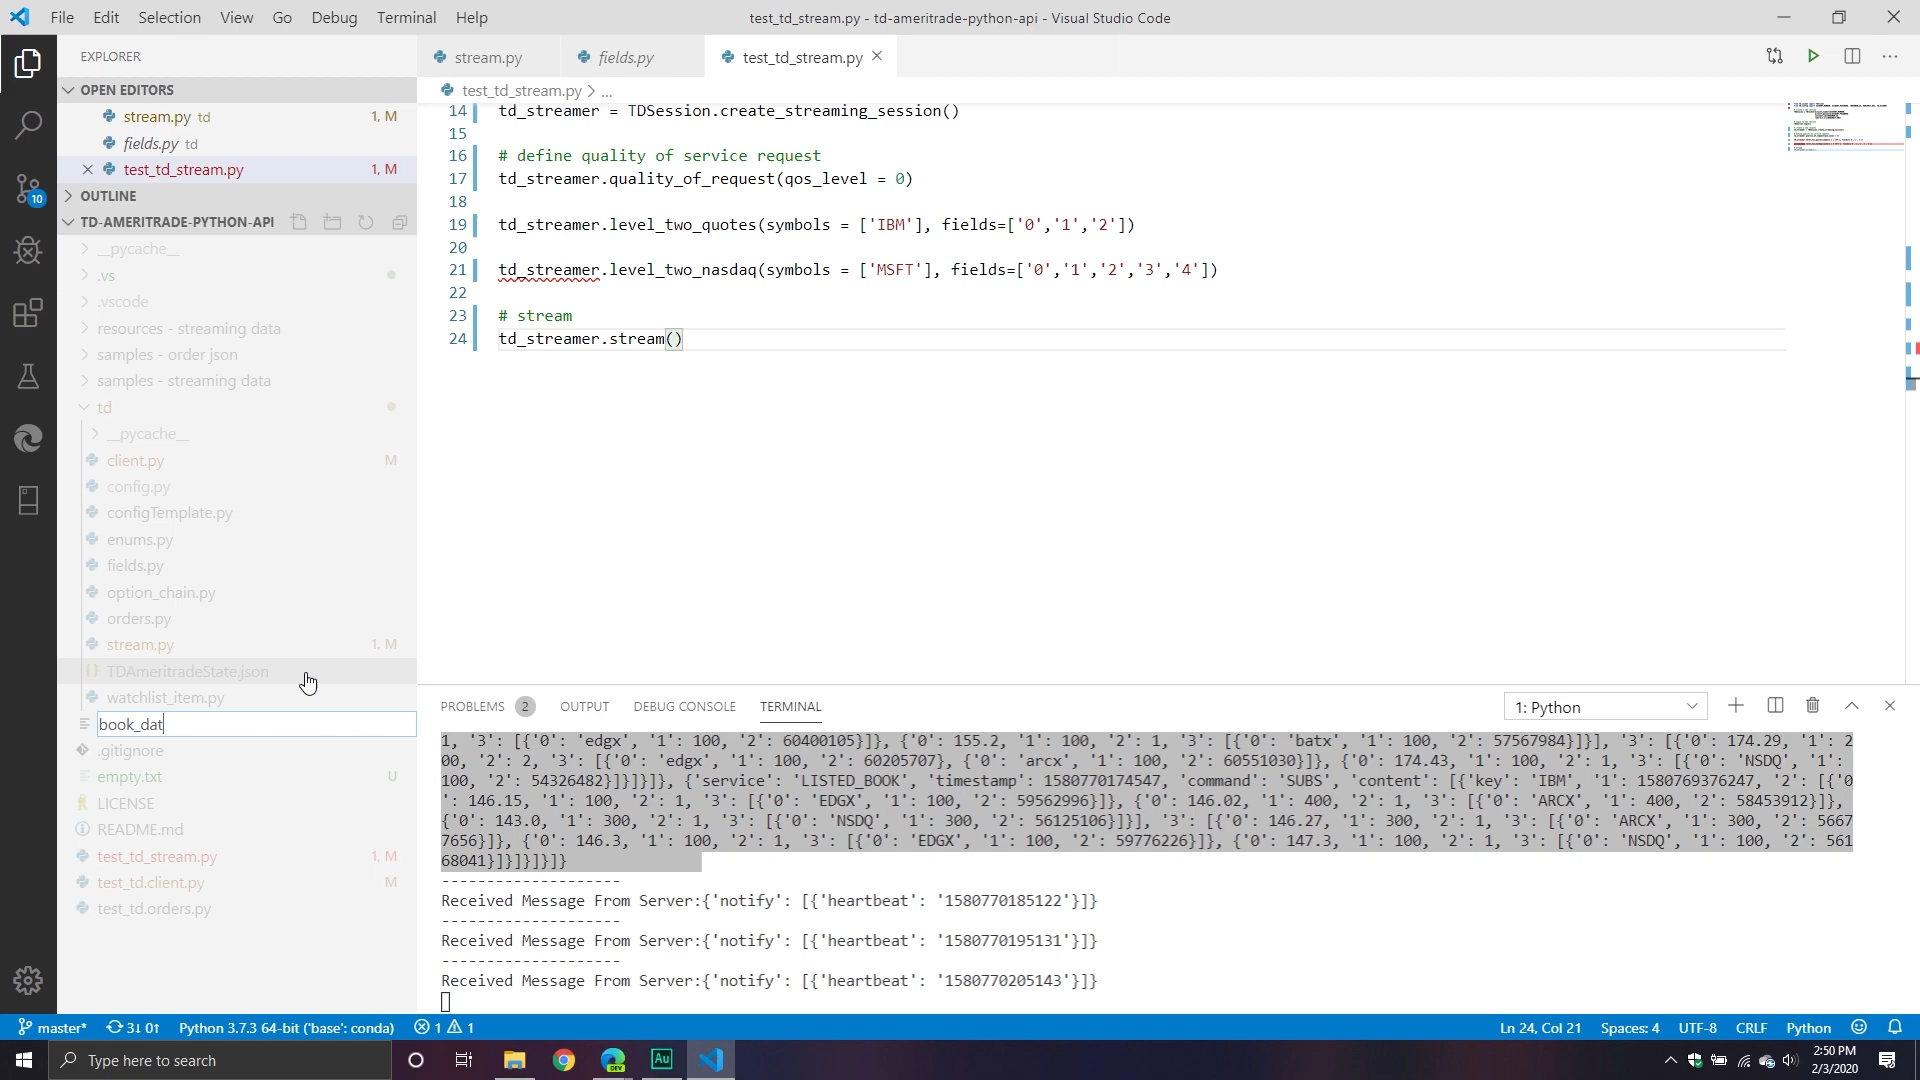 File Edit Selection View Go Debug Terminal Help
test_td_stream.py - td-ameritrade-python-api - Visual Studio Code
EXPLORER
OPEN EDITORS
stream.py td 1, M
fields.py td
test_td_stream.py 1, M
OUTLINE
TD-AMERITRADE-PYTHON-API
__pycache__
.vs
.vscode
resources - streaming data
samples - order json
samples - streaming data
td
__pycache__
client.py M
config.py
configTemplate.py
enums.py
fields.py
option_chain.py
orders.py
stream.py 1, M
TDAmeritradeState.json
watchlist_item.py
book_dat
.gitignore
empty.txt U
LICENSE
README.md
test_td_stream.py 1, M
test_td.client.py M
test_td.orders.py
10
stream.py fields.py test_td_stream.py
test_td_stream.py > ...
14 td_streamer = TDSession.create_streaming_session()
15
16 # define quality of service request
17 td_streamer.quality_of_request(qos_level = 0)
18
19 td_streamer.level_two_quotes(symbols = ['IBM'], fields=['0','1','2'])
20
21 td_streamer.level_two_nasdaq(symbols = ['MSFT'], fields=['0','1','2','3','4'])
22
23 # stream
24 td_streamer.stream()
PROBLEMS 2 OUTPUT DEBUG CONSOLE TERMINAL 1: Python
1, '3': [{'0': 'edgx', '1': 100, '2': 60400105}]}, {'0': 155.2, '1': 100, '2': 1, '3': [{'0': 'batx', '1': 100, '2': 57567984}]}], '3': [{'0': 174.29, '1': 2
00, '2': 2, '3': [{'0': 'edgx', '1': 100, '2': 60205707}, {'0': 'arcx', '1': 100, '2': 60551030}]}, {'0': 174.43, '1': 100, '2': 1, '3': [{'0': 'NSDQ', '1':
100, '2': 54326482}]}]}]}, {'service': 'LISTED_BOOK', 'timestamp': 1580770174547, 'command': 'SUBS', 'content': [{'key': 'IBM', '1': 1580769376247, '2': [{'0
': 146.15, '1': 100, '2': 1, '3': [{'0': 'EDGX', '1': 100, '2': 59562996}]}, {'0': 146.02, '1': 400, '2': 1, '3': [{'0': 'ARCX', '1': 400, '2': 58453912}]},
{'0': 143.0, '1': 300, '2': 1, '3': [{'0': 'NSDQ', '1': 300, '2': 56125106}]}], '3': [{'0': 146.27, '1': 300, '2': 1, '3': [{'0': 'ARCX', '1': 300, '2': 5667
7656}]}, {'0': 146.3, '1': 100, '2': 1, '3': [{'0': 'EDGX', '1': 100, '2': 59776226}]}, {'0': 147.3, '1': 100, '2': 1, '3': [{'0': 'NSDQ', '1': 100, '2': 561
68041}]}]}]}]}
--------------------
Received Message From Server:{'notify': [{'heartbeat': '1580770185122'}]}
--------------------
Received Message From Server:{'notify': [{'heartbeat': '1580770195131'}]}
--------------------
Received Message From Server:{'notify': [{'heartbeat': '1580770205143'}]}
master* 3↓ 0↑ Python 3.7.3 64-bit ('base': conda) 1 1 Ln 24, Col 21 Spaces: 4 UTF-8 CRLF Python
Type here to search
DEV
Au
2:50 PM
2/3/2020